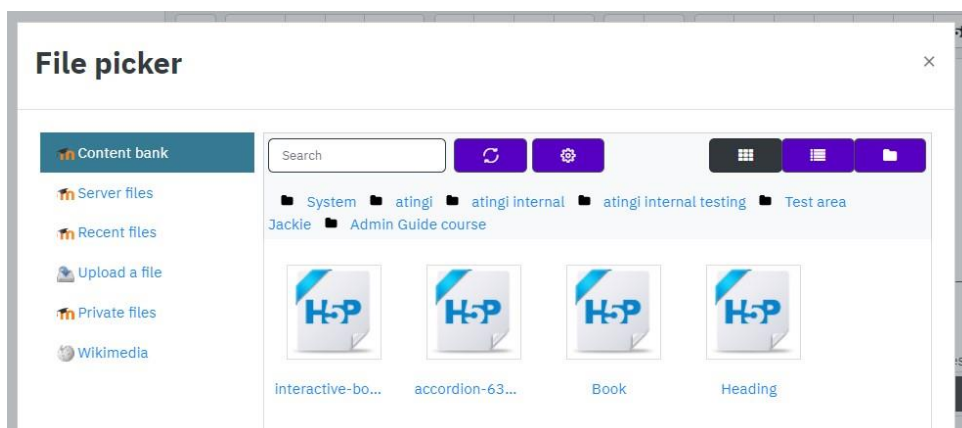 File picker
×
Content bank
Server files
Recent files
Upload a file
Private files
Wikimedia
Search
System atingi atingi internal atingi internal testing Test area
Jackie Admin Guide course
H5P H5P H5P H5P
interactive-bo... accordion-63... Book Heading